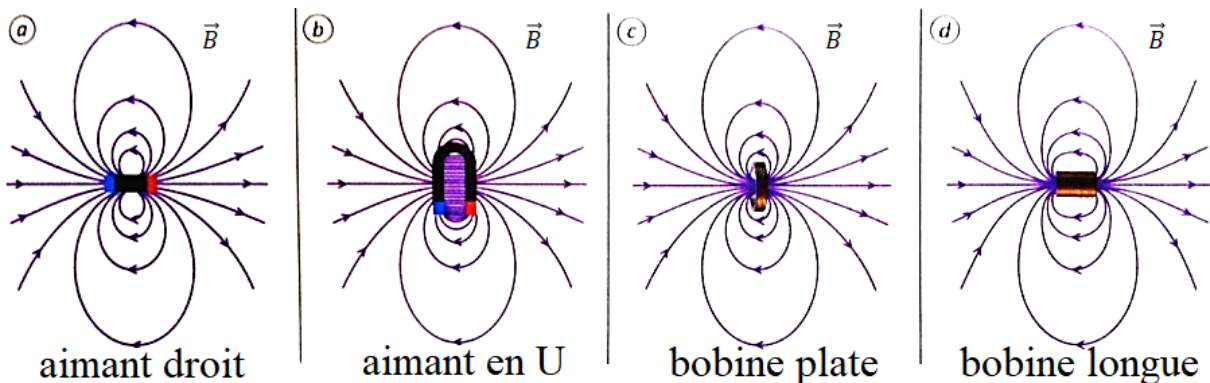 a
B
b
B
c
B
d
B
aimant droit
aimant en U
bobine plate
bobine longue